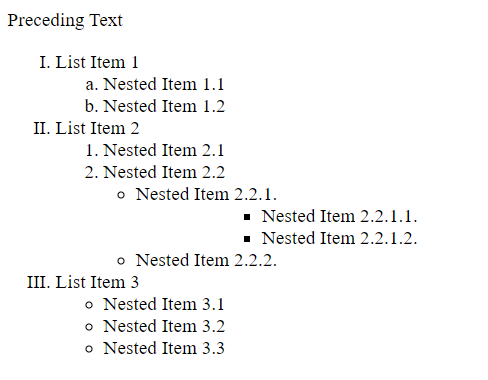 Preceding Text
I. List Item 1
a. Nested Item 1.1
b. Nested Item 1.2
II. List Item 2
1. Nested Item 2.1
2. Nested Item 2.2
◦ Nested Item 2.2.1.
▪ Nested Item 2.2.1.1.
▪ Nested Item 2.2.1.2.
◦ Nested Item 2.2.2.
III. List Item 3
◦ Nested Item 3.1
◦ Nested Item 3.2
◦ Nested Item 3.3